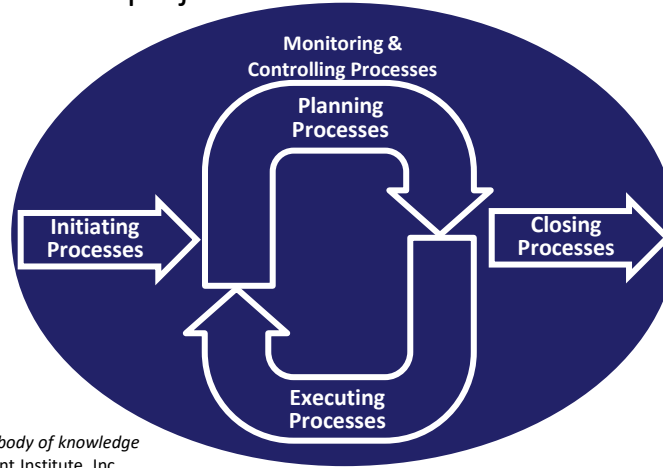 Monitoring &
Controlling Processes
Planning
Processes
Initiating
Processes
Closing
Processes
Executing
Processes
body of knowledge